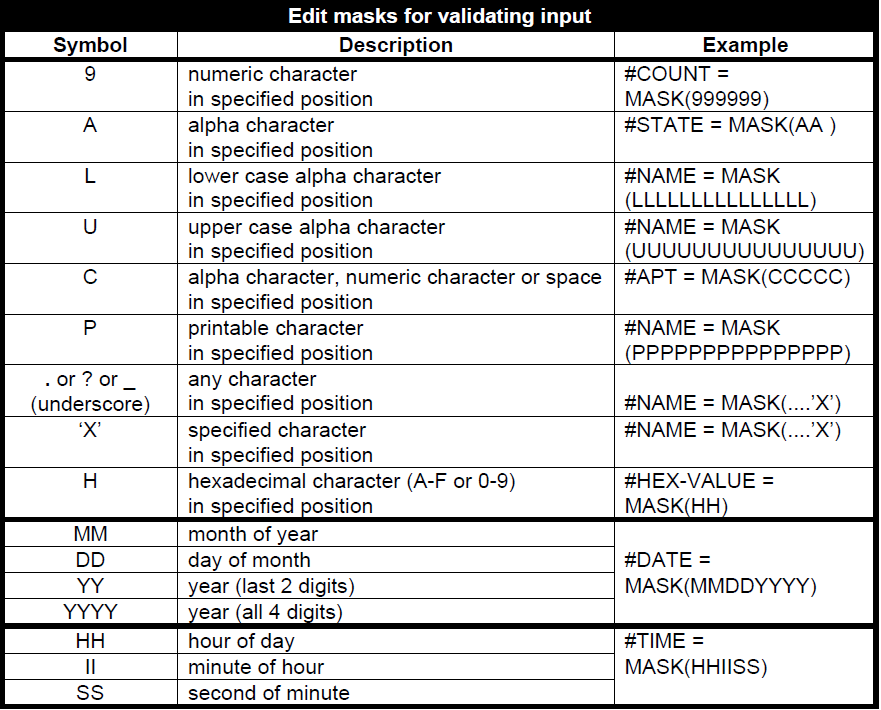 Edit masks for validating input
Symbol Description Example
9 numeric character #COUNT =
in specified position MASK(999999)
A alpha character #STATE = MASK(AA )
in specified position
L lower case alpha character #NAME = MASK
in specified position (LLLLLLLLLLLLLLL)
U upper case alpha character #NAME = MASK
in specified position (UUUUUUUUUUUUUUU)
C alpha character, numeric character or space #APT = MASK(CCCCC)
in specified position
P printable character #NAME = MASK
in specified position (PPPPPPPPPPPPPPP)
. or ? or _ any character
(underscore) in specified position #NAME = MASK(....’X’)
‘X’ specified character #NAME = MASK(....’X’)
in specified position
H hexadecimal character (A-F or 0-9) #HEX-VALUE =
in specified position MASK(HH)
MM month of year
DD day of month #DATE =
YY year (last 2 digits) MASK(MMDDYYYY)
YYYY year (all 4 digits)
HH hour of day #TIME =
II minute of hour MASK(HHIISS)
SS second of minute